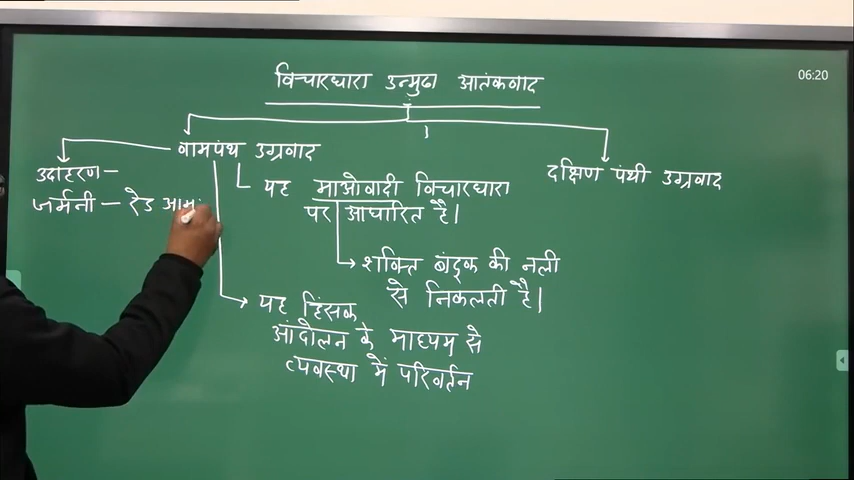 विचारधारा उन्मुढा आतंकवाद
06:20
वामपंथ उग्रवाद
उदाहरण-
दक्षिण पंथी उग्रवाद
जर्मनी - रेड
यह माओवादी विचारधारा
पर आधारित है।
शक्ति बंदूक की नली
से निकलती है।
यह हिंसक
आंदोलन के माध्यम से
व्यवस्था में परिवर्तन